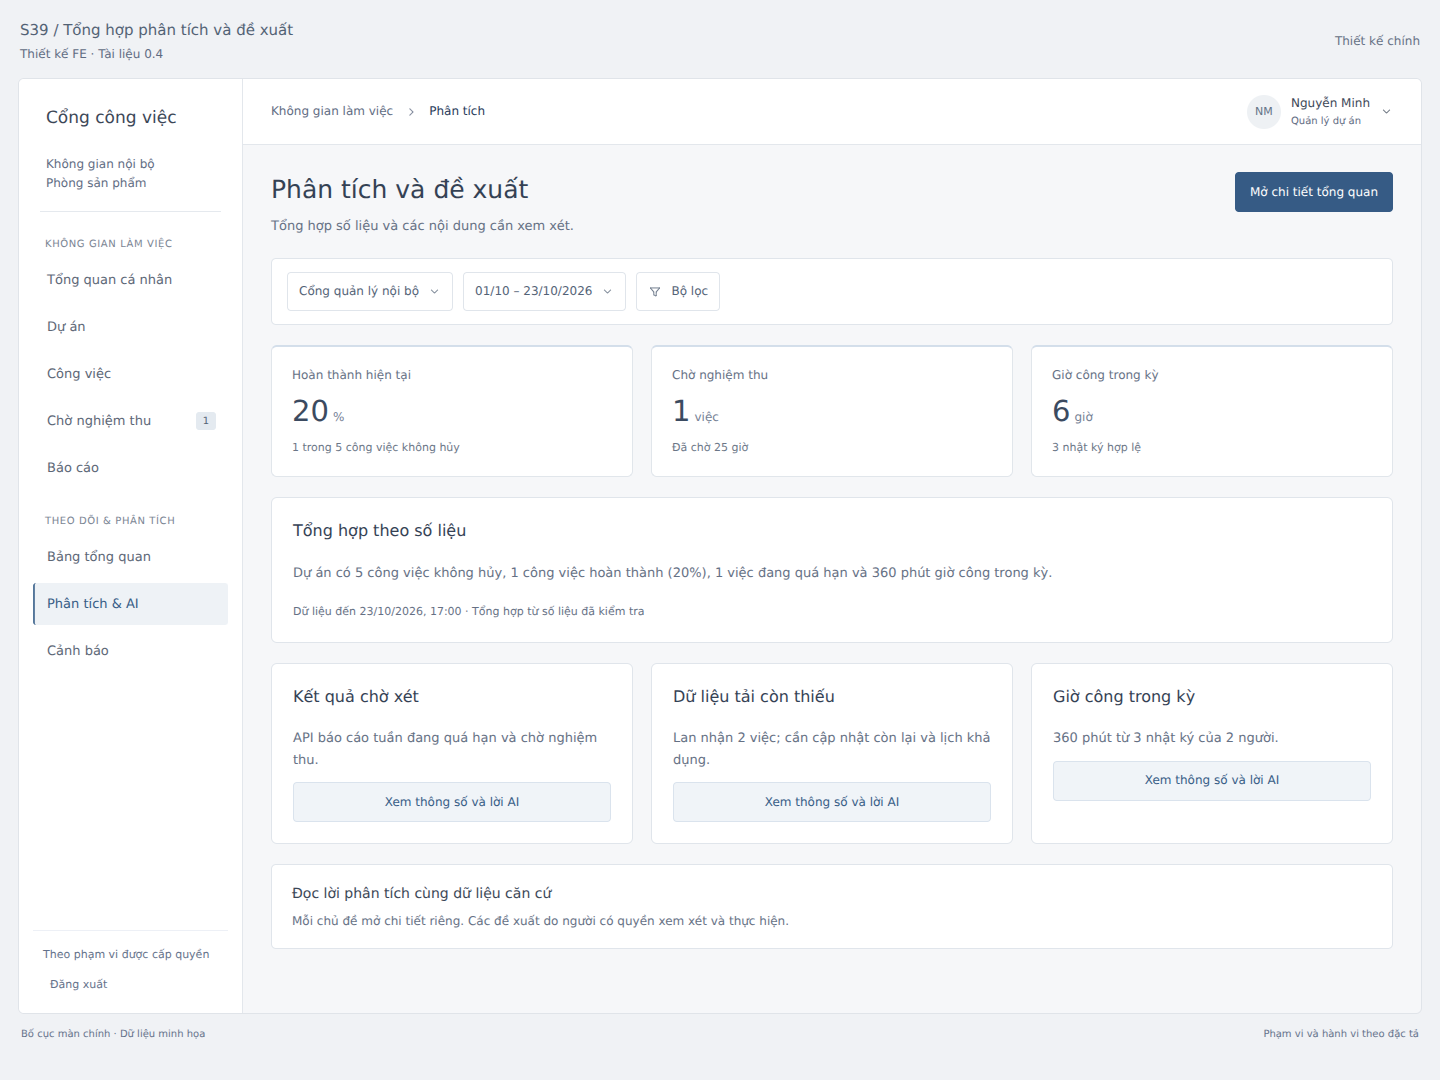 S39 / Tổng hợp phân tích và đề xuất
Thiết kế FE · Tài liệu 0.4
Thiết kế chính
Cổng công việc
Không gian nội bộ
Phòng sản phẩm
KHÔNG GIAN LÀM VIỆC
Tổng quan cá nhân
Dự án
Công việc
Chờ nghiệm thu 1
Báo cáo
THEO DÕI & PHÂN TÍCH
Bảng tổng quan
Phân tích & AI
Cảnh báo
Theo phạm vi được cấp quyền
Đăng xuất
Không gian làm việc > Phân tích
NM
Nguyễn Minh
Quản lý dự án
Phân tích và đề xuất
Tổng hợp số liệu và các nội dung cần xem xét.
Mở chi tiết tổng quan
Cổng quản lý nội bộ
01/10 – 23/10/2026
Bộ lọc
Hoàn thành hiện tại
20 %
1 trong 5 công việc không hủy
Chờ nghiệm thu
1 việc
Đã chờ 25 giờ
Giờ công trong kỳ
6 giờ
3 nhật ký hợp lệ
Tổng hợp theo số liệu
Dự án có 5 công việc không hủy, 1 công việc hoàn thành (20%), 1 việc đang quá hạn và 360 phút giờ công trong kỳ.
Dữ liệu đến 23/10/2026, 17:00 · Tổng hợp từ số liệu đã kiểm tra
Kết quả chờ xét
API báo cáo tuần đang quá hạn và chờ nghiệm
thu.
Xem thông số và lời AI
Dữ liệu tải còn thiếu
Lan nhận 2 việc; cần cập nhật còn lại và lịch khả
dụng.
Xem thông số và lời AI
Giờ công trong kỳ
360 phút từ 3 nhật ký của 2 người.
Xem thông số và lời AI
Đọc lời phân tích cùng dữ liệu căn cứ
Mỗi chủ đề mở chi tiết riêng. Các đề xuất do người có quyền xem xét và thực hiện.
Bố cục màn chính · Dữ liệu minh họa
Phạm vi và hành vi theo đặc tả